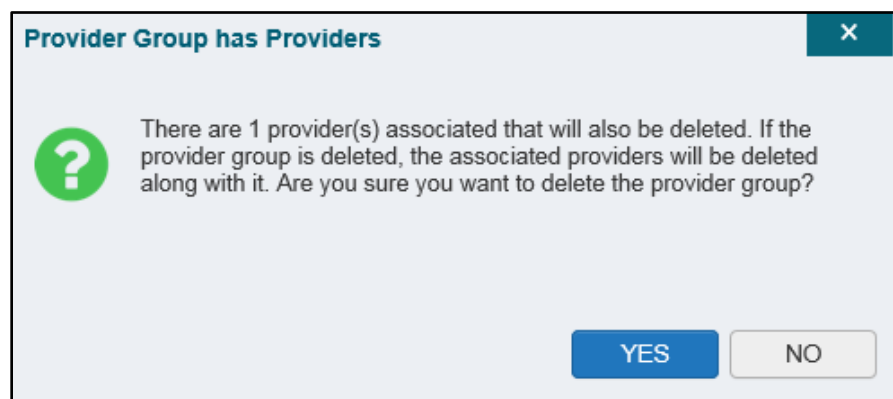 Provider Group has Providers
There are 1 provider(s) associated that will also be deleted. If the
provider group is deleted, the associated providers will be deleted
along with it. Are you sure you want to delete the provider group?
YES NO